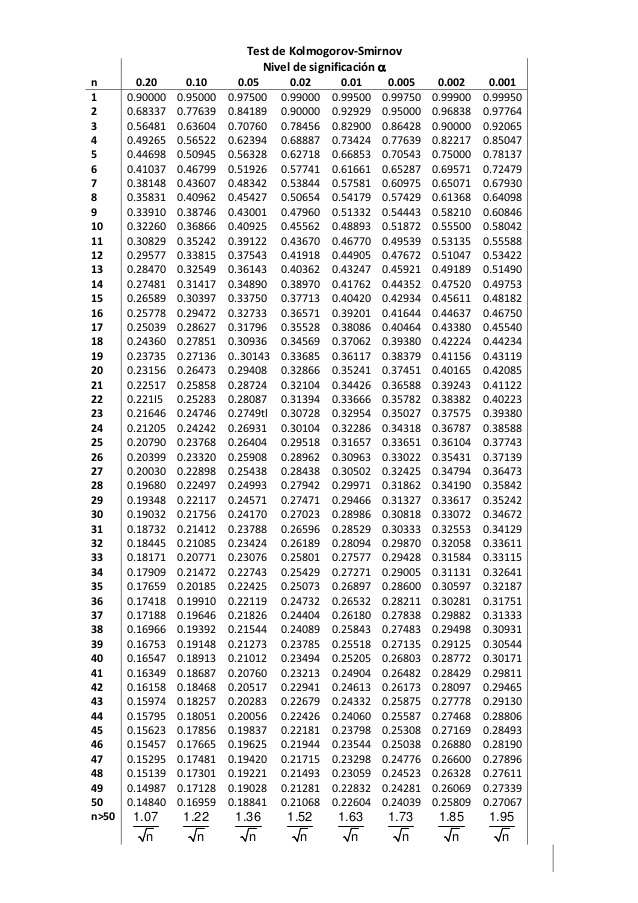 Test de Kolmogorov-Smirnov
Nivel de significación α
n 0.20 0.10 0.05 0.02 0.01 0.005 0.002 0.001
1 0.90000 0.95000 0.97500 0.99000 0.99500 0.99750 0.99900 0.99950
2 0.68337 0.77639 0.84189 0.90000 0.92929 0.95000 0.96838 0.97764
3 0.56481 0.63604 0.70760 0.78456 0.82900 0.86428 0.90000 0.92065
4 0.49265 0.56522 0.62394 0.68887 0.73424 0.77639 0.82217 0.85047
5 0.44698 0.50945 0.56328 0.62718 0.66853 0.70543 0.75000 0.78137
6 0.41037 0.46799 0.51926 0.57741 0.61661 0.65287 0.69571 0.72479
7 0.38148 0.43607 0.48342 0.53844 0.57581 0.60975 0.65071 0.67930
8 0.35831 0.40962 0.45427 0.50654 0.54179 0.57429 0.61368 0.64098
9 0.33910 0.38746 0.43001 0.47960 0.51332 0.54443 0.58210 0.60846
10 0.32260 0.36866 0.40925 0.45562 0.48893 0.51872 0.55500 0.58042
11 0.30829 0.35242 0.39122 0.43670 0.46770 0.49539 0.53135 0.55588
12 0.29577 0.33815 0.37543 0.41918 0.44905 0.47672 0.51047 0.53422
13 0.28470 0.32549 0.36143 0.40362 0.43247 0.45921 0.49189 0.51490
14 0.27481 0.31417 0.34890 0.38970 0.41762 0.44352 0.47520 0.49753
15 0.26589 0.30397 0.33750 0.37713 0.40420 0.42934 0.45611 0.48182
16 0.25778 0.29472 0.32733 0.36571 0.39201 0.41644 0.44637 0.46750
17 0.25039 0.28627 0.31796 0.35528 0.38086 0.40464 0.43380 0.45540
18 0.24360 0.27851 0.30936 0.34569 0.37062 0.39380 0.42224 0.44234
19 0.23735 0.27136 0..30143 0.33685 0.36117 0.38379 0.41156 0.43119
20 0.23156 0.26473 0.29408 0.32866 0.35241 0.37451 0.40165 0.42085
21 0.22517 0.25858 0.28724 0.32104 0.34426 0.36588 0.39243 0.41122
22 0.221I5 0.25283 0.28087 0.31394 0.33666 0.35782 0.38382 0.40223
23 0.21646 0.24746 0.2749tl 0.30728 0.32954 0.35027 0.37575 0.39380
24 0.21205 0.24242 0.26931 0.30104 0.32286 0.34318 0.36787 0.38588
25 0.20790 0.23768 0.26404 0.29518 0.31657 0.33651 0.36104 0.37743
26 0.20399 0.23320 0.25908 0.28962 0.30963 0.33022 0.35431 0.37139
27 0.20030 0.22898 0.25438 0.28438 0.30502 0.32425 0.34794 0.36473
28 0.19680 0.22497 0.24993 0.27942 0.29971 0.31862 0.34190 0.35842
29 0.19348 0.22117 0.24571 0.27471 0.29466 0.31327 0.33617 0.35242
30 0.19032 0.21756 0.24170 0.27023 0.28986 0.30818 0.33072 0.34672
31 0.18732 0.21412 0.23788 0.26596 0.28529 0.30333 0.32553 0.34129
32 0.18445 0.21085 0.23424 0.26189 0.28094 0.29870 0.32058 0.33611
33 0.18171 0.20771 0.23076 0.25801 0.27577 0.29428 0.31584 0.33115
34 0.17909 0.21472 0.22743 0.25429 0.27271 0.29005 0.31131 0.32641
35 0.17659 0.20185 0.22425 0.25073 0.26897 0.28600 0.30597 0.32187
36 0.17418 0.19910 0.22119 0.24732 0.26532 0.28211 0.30281 0.31751
37 0.17188 0.19646 0.21826 0.24404 0.26180 0.27838 0.29882 0.31333
38 0.16966 0.19392 0.21544 0.24089 0.25843 0.27483 0.29498 0.30931
39 0.16753 0.19148 0.21273 0.23785 0.25518 0.27135 0.29125 0.30544
40 0.16547 0.18913 0.21012 0.23494 0.25205 0.26803 0.28772 0.30171
41 0.16349 0.18687 0.20760 0.23213 0.24904 0.26482 0.28429 0.29811
42 0.16158 0.18468 0.20517 0.22941 0.24613 0.26173 0.28097 0.29465
43 0.15974 0.18257 0.20283 0.22679 0.24332 0.25875 0.27778 0.29130
44 0.15795 0.18051 0.20056 0.22426 0.24060 0.25587 0.27468 0.28806
45 0.15623 0.17856 0.19837 0.22181 0.23798 0.25308 0.27169 0.28493
46 0.15457 0.17665 0.19625 0.21944 0.23544 0.25038 0.26880 0.28190
47 0.15295 0.17481 0.19420 0.21715 0.23298 0.24776 0.26600 0.27896
48 0.15139 0.17301 0.19221 0.21493 0.23059 0.24523 0.26328 0.27611
49 0.14987 0.17128 0.19028 0.21281 0.22832 0.24281 0.26069 0.27339
50 0.14840 0.16959 0.18841 0.21068 0.22604 0.24039 0.25809 0.27067
n>50 1.07 1.22 1.36 1.52 1.63 1.73 1.85 1.95
√n √n √n √n √n √n √n √n